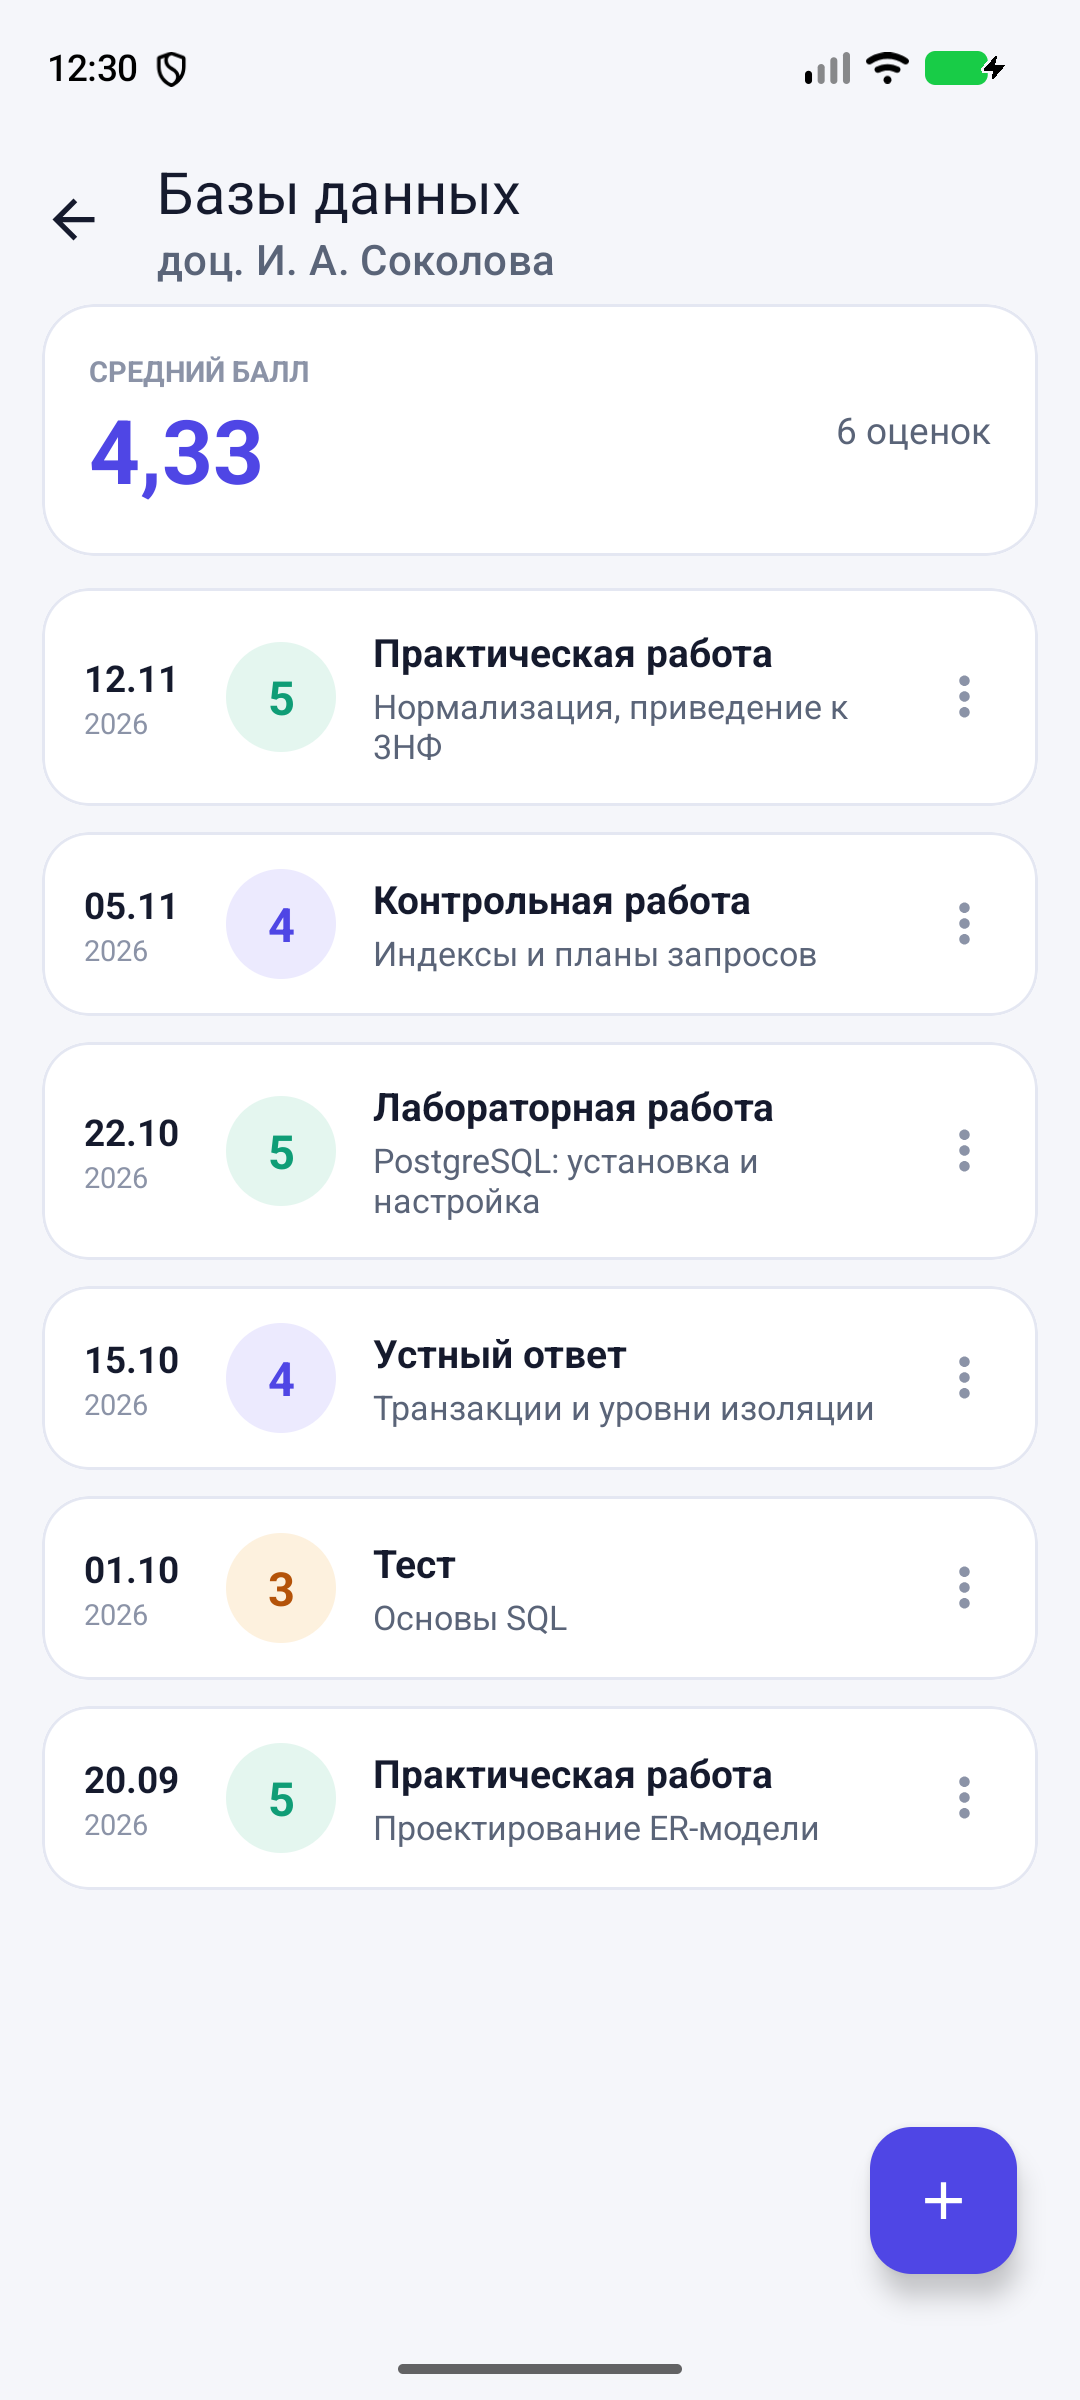 12:30
Базы данных
доц. И. А. Соколова
СРЕДНИЙ БАЛЛ
4,33
6 оценок
12.11
2026
5
Практическая работа
Нормализация, приведение к
3НФ
05.11
2026
4
Контрольная работа
Индексы и планы запросов
22.10
2026
5
Лабораторная работа
PostgreSQL: установка и
настройка
15.10
2026
4
Устный ответ
Транзакции и уровни изоляции
01.10
2026
3
Тест
Основы SQL
20.09
2026
5
Практическая работа
Проектирование ER-модели